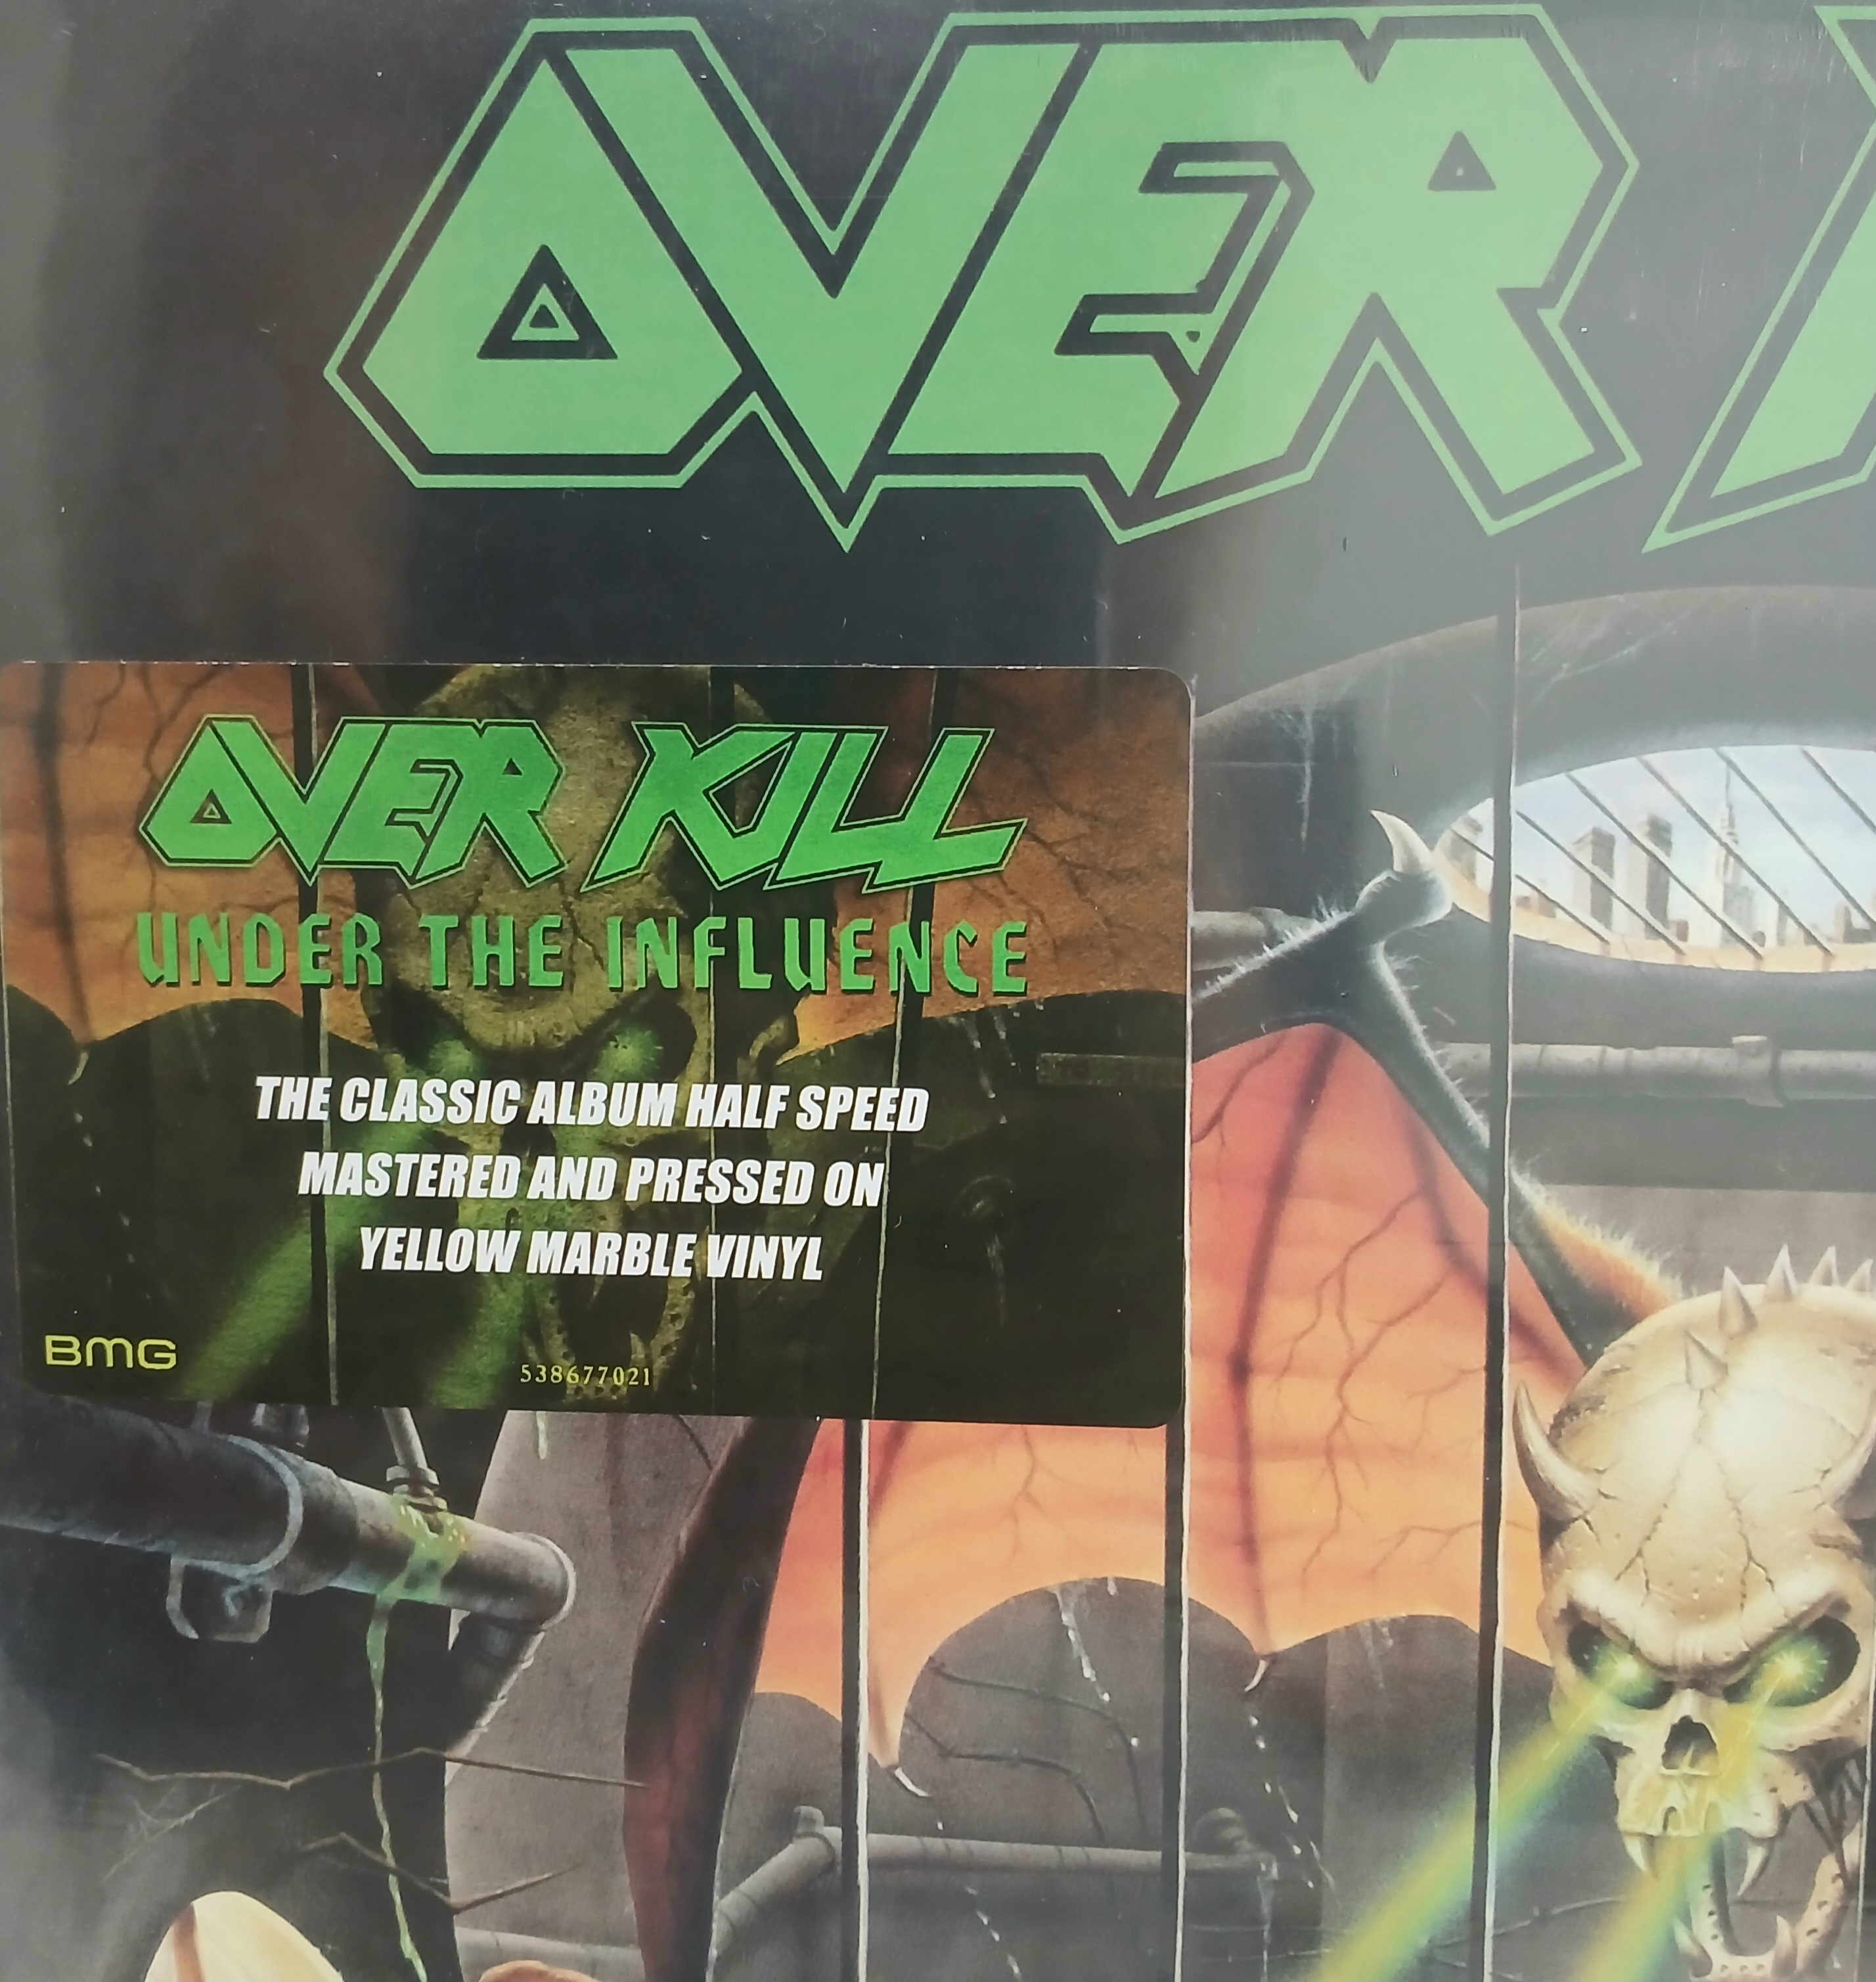 OVER
OVER KILL
UNDER THE INFLUENCE
THE CLASSIC ALBUM HALF SPEED
MASTERED AND PRESSED ON
YELLOW MARBLE VINYL
BMG
538677021